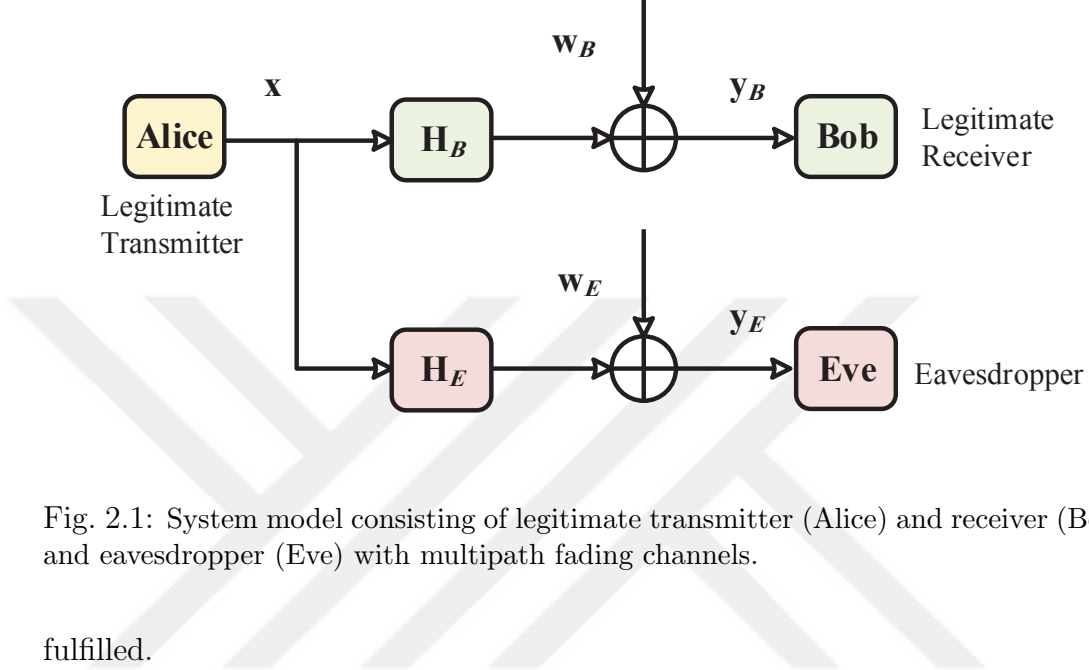 w_B
x
y_B
Alice
H_B
Bob
Legitimate
Receiver
Legitimate
Transmitter
w_E
y_E
H_E
Eve
Eavesdropper
Fig. 2.1: System model consisting of legitimate transmitter (Alice) and receiver
and eavesdropper (Eve) with multipath fading channels.
fulfilled.